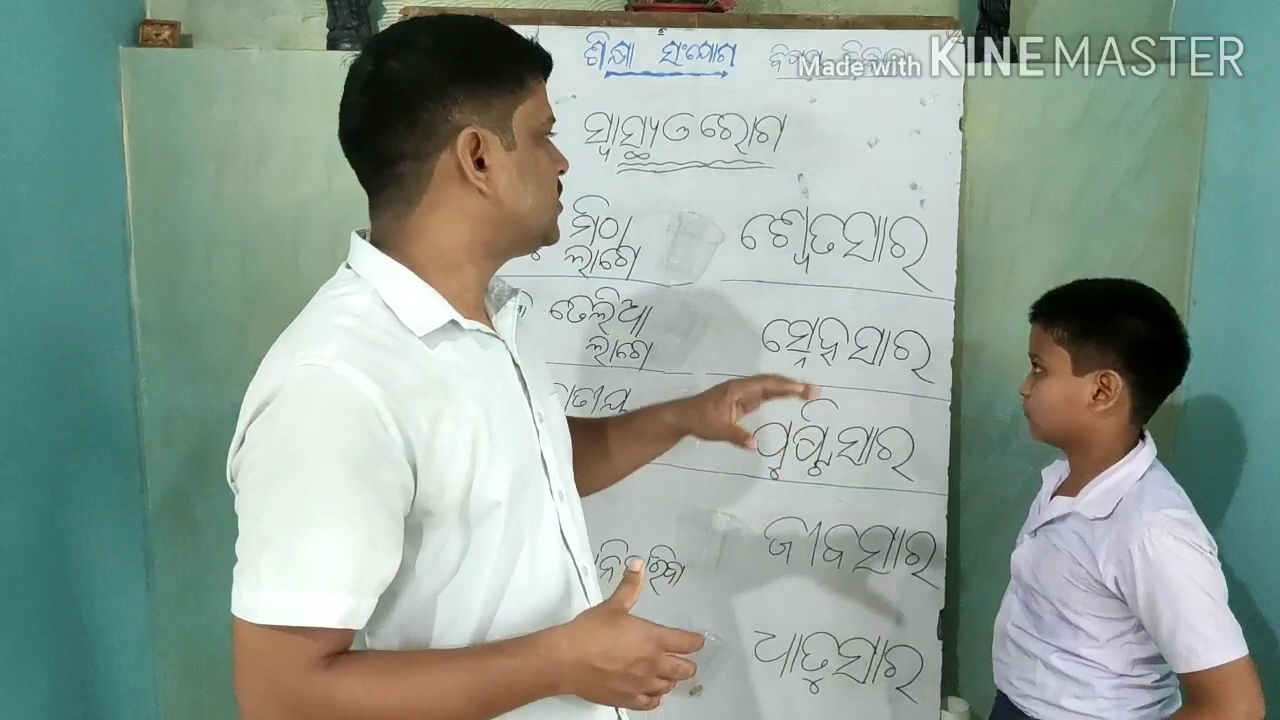 ଶିକ୍ଷା ସଂଯୋଗ
Made with KINEMASTER
ସ୍ୱାସ୍ଥ୍ୟ ଓ ରୋଗ
ମିଠା
ଲାଗେ
ଶ୍ୱେତସାର
ତେଲିଆ
ଲାଗେ
ସ୍ନେହସାର
ପୁଷ୍ଟିସାର
ଜୀବସାର
ଧାତୁସାର